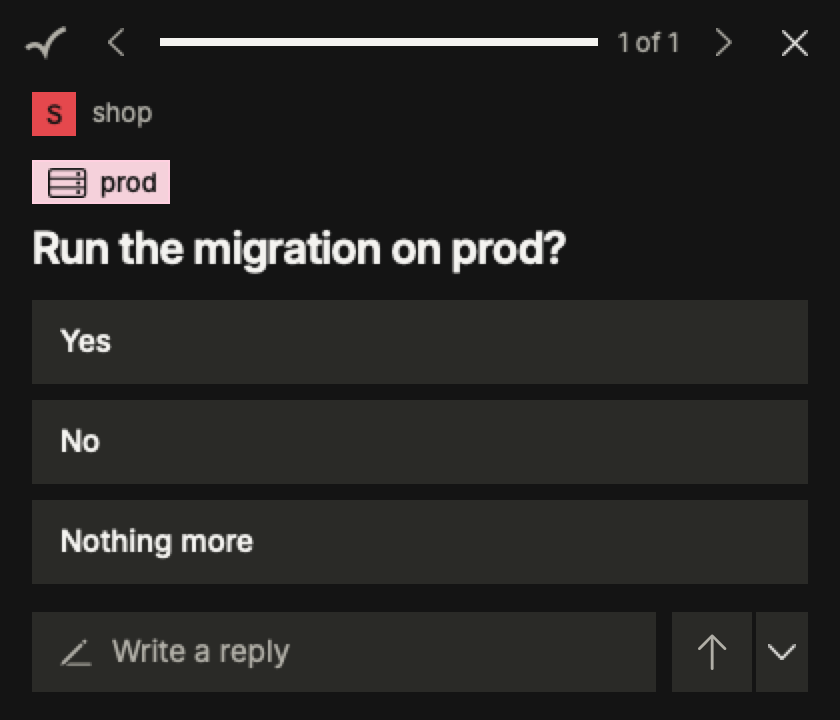 1 of 1
S shop
prod
Run the migration on prod?
Yes
No
Nothing more
Write a reply